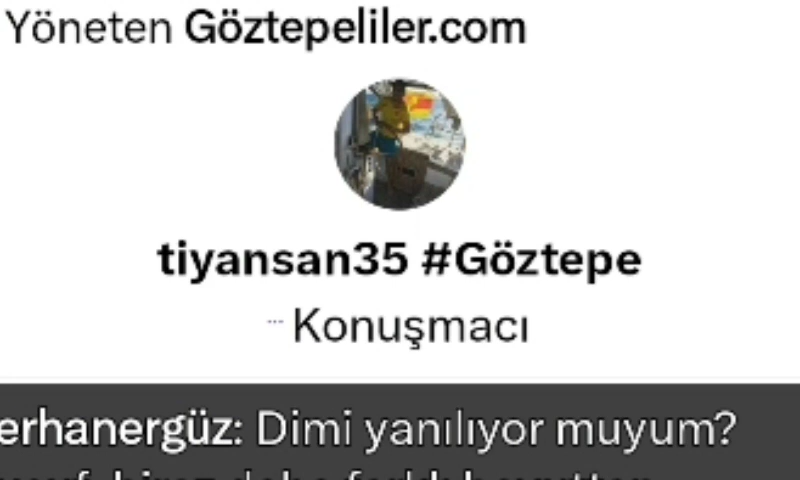 Yöneten Göztepeliler.com
tiyansan35 #Göztepe
Konuşmacı
erhanergüz: Dimi yanılıyor muyum?